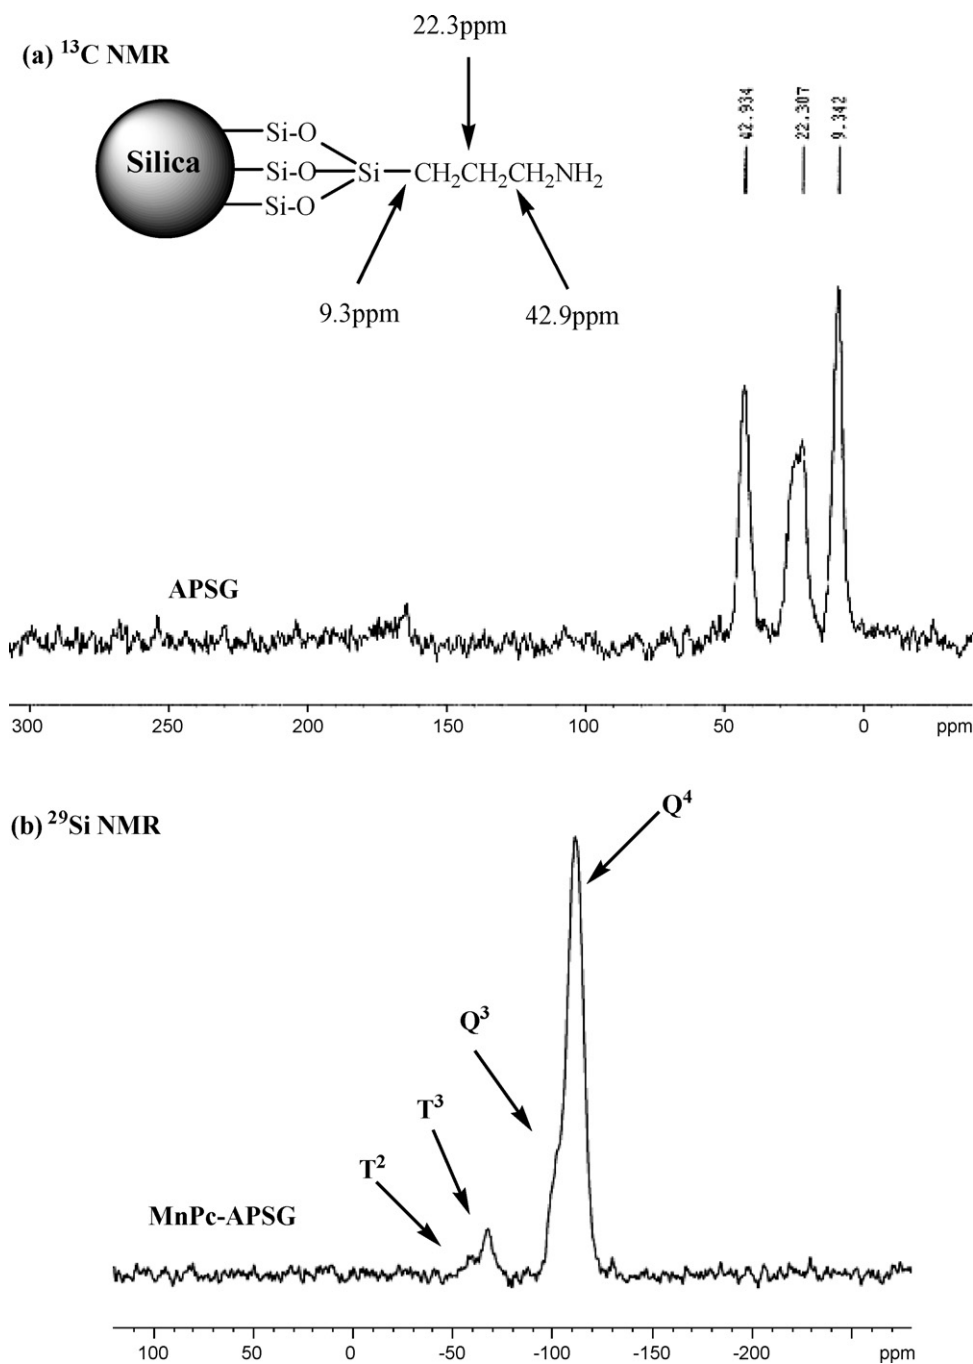 (a) ¹³C NMR
22.3ppm
42.934
22.307
9.342
Silica
Si-O
Si-O
Si-O
Si
CH₂CH₂CH₂NH₂
9.3ppm
42.9ppm
APSG
300 250 200 150 100 50 0 ppm
(b) ²⁹Si NMR
Q⁴
Q³
T³
T²
MnPc-APSG
100 50 0 -50 -100 -150 -200 ppm